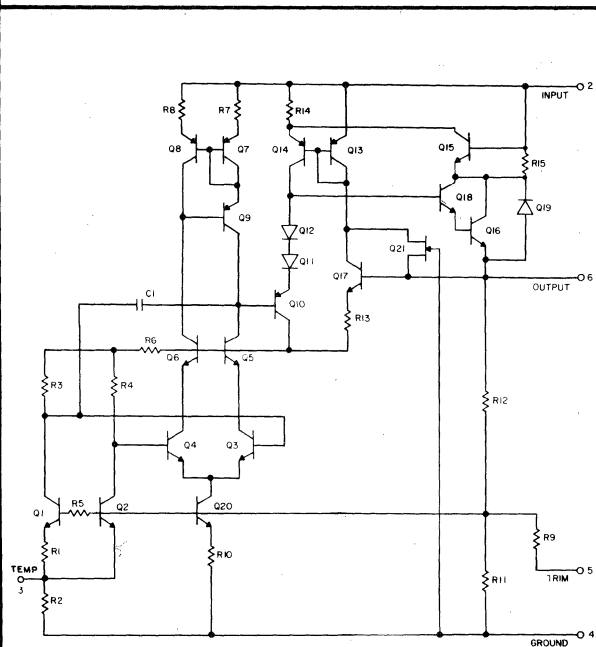 2
INPUT
R8
R7
R14
Q8
Q7
Q14
Q13
Q15
R15
Q9
Q18
Q19
Q12
Q16
Q21
Q11
Q17
6
OUTPUT
C1
Q10
R13
R6
Q6
Q5
R3
R4
R12
Q4
Q3
Q1
R5
Q2
Q20
R9
R1
R10
TEMP
3
R11
TRIM
5
R2
4
GROUND